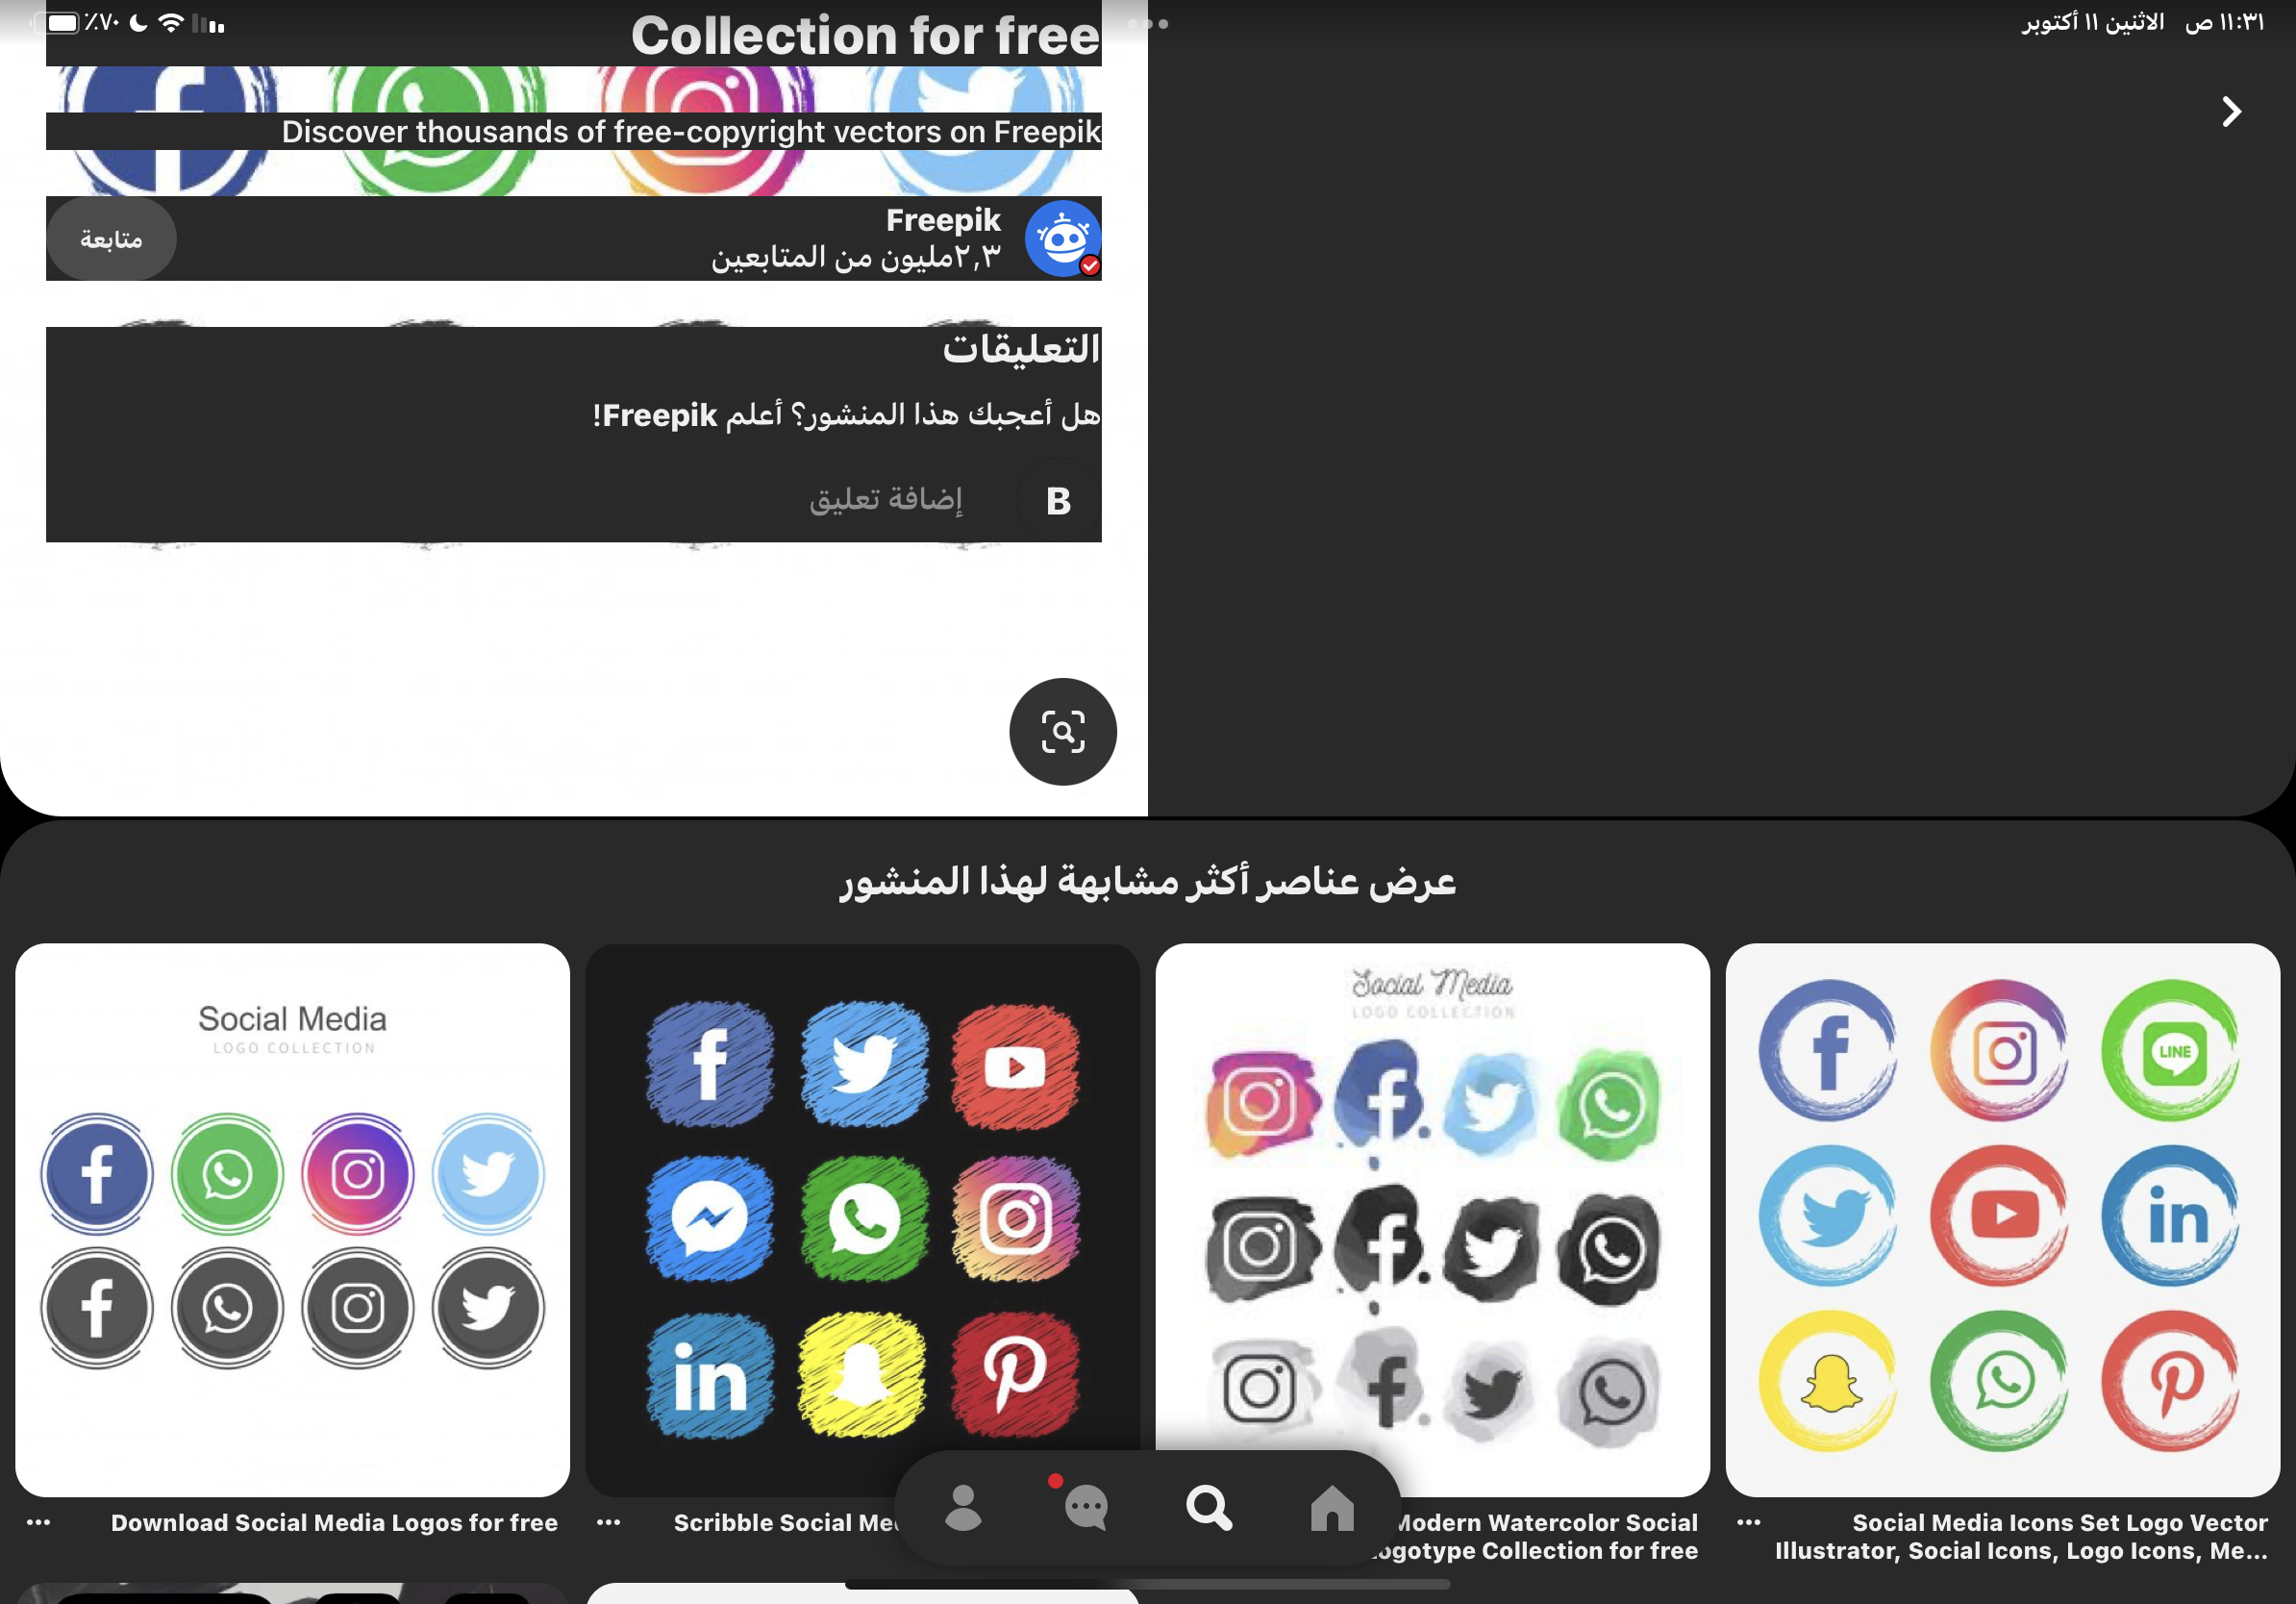 ١١:٣١ ص الاثنين ١١ أكتوبر
٪٧٠
Collection for free
Discover thousands of free-copyright vectors on Freepik
Freepik
٢,٣مليون من المتابعين
متابعة
التعليقات
هل أعجبك هذا المنشور؟ أعلم Freepik!
B
إضافة تعليق
عرض عناصر أكثر مشابهة لهذا المنشور
Social Media
LOGO COLLECTION
Social Media
LOGO COLLECTION
LINE
in
in
Download Social Media Logos for free
Scribble Social
Modern Watercolor Social
Collection for free
Social Media Icons Set Logo Vector
Illustrator, Social Icons, Logo Icons, Me...